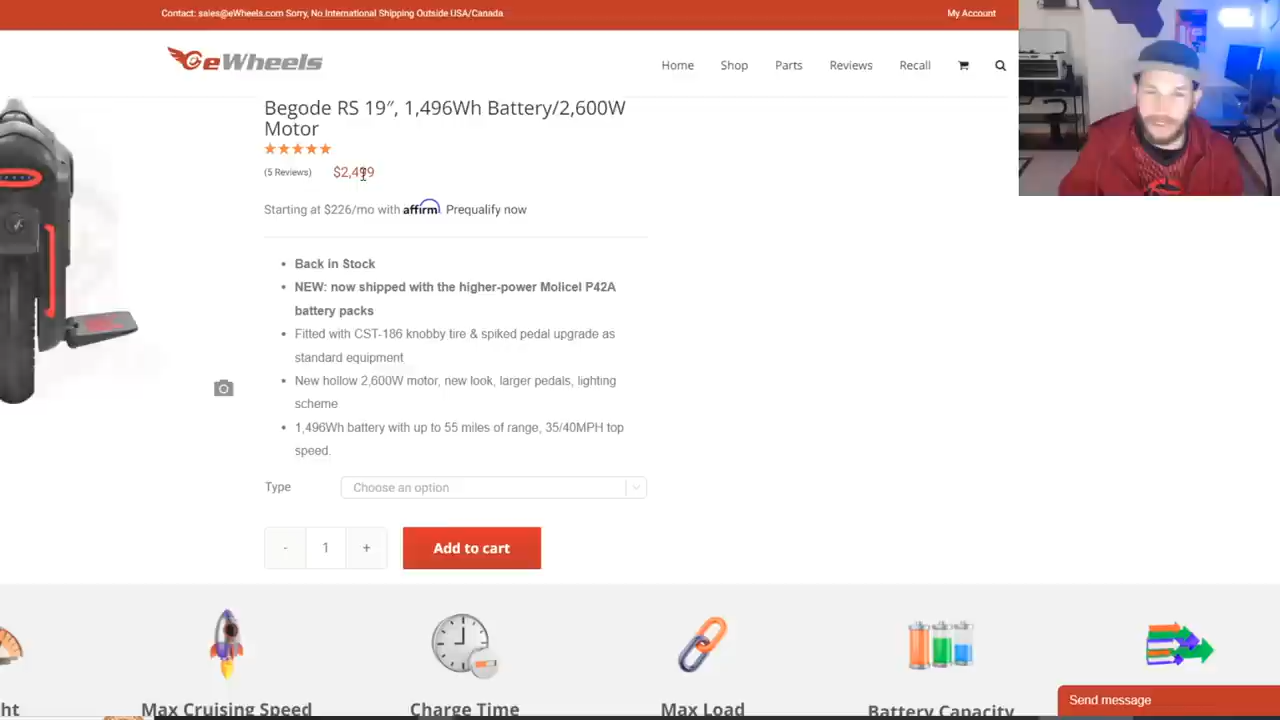 Contact: sales@eWheels.com Sorry, No International Shipping Outside USA/Canada
My Account
eWheels
Home
Shop
Parts
Reviews
Recall
Begode RS 19″, 1,496Wh Battery/2,600W
Motor
(5 Reviews)
$2,499
Starting at $226/mo with affirm Prequalify now
Back in Stock
NEW: now shipped with the higher-power Molicel P42A
battery packs
Fitted with CST-186 knobby tire & spiked pedal upgrade as
standard equipment
New hollow 2,600W motor, new look, larger pedals, lighting
scheme
1,496Wh battery with up to 55 miles of range, 35/40MPH top
speed.
Type
Choose an option
- 1 +
Add to cart
ht
Max Cruising Speed
Charge Time
Max Load
Battery Capacity
Send message